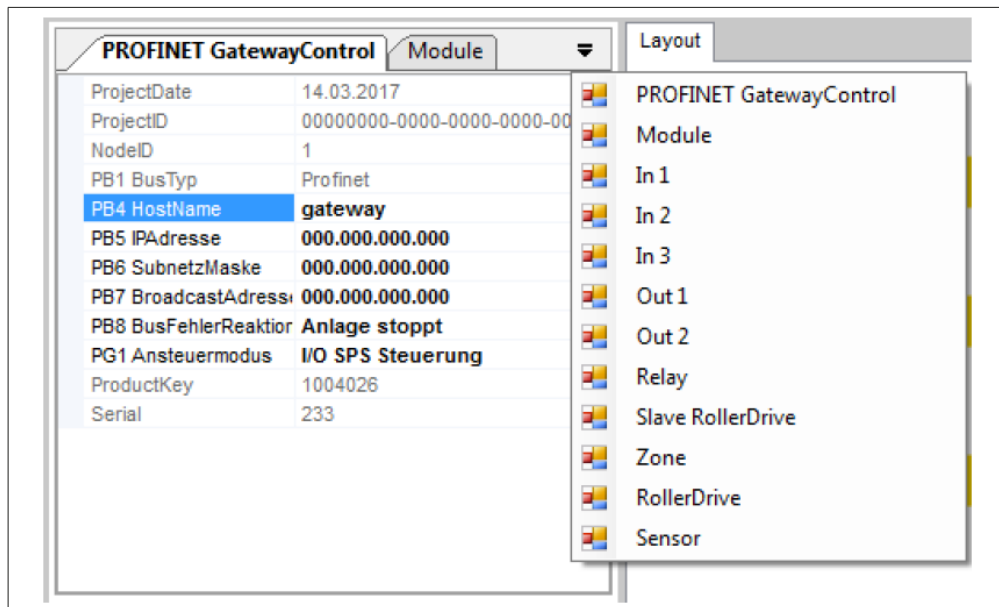 PROFINET GatewayControl Module
Layout
ProjectDate 14.03.2017
ProjectID 00000000-0000-0000-0000-00
NodeID 1
PB1 BusTyp Profinet
PB4 HostName gateway
PB5 IPAdresse 000.000.000.000
PB6 SubnetzMaske 000.000.000.000
PB7 BroadcastAdress 000.000.000.000
PB8 BusFehlerReaktior Anlage stoppt
PG1 Ansteuermodus I/O SPS Steuerung
ProductKey 1004026
Serial 233
PROFINET GatewayControl
Module
In 1
In 2
In 3
Out 1
Out 2
Relay
Slave RollerDrive
Zone
RollerDrive
Sensor